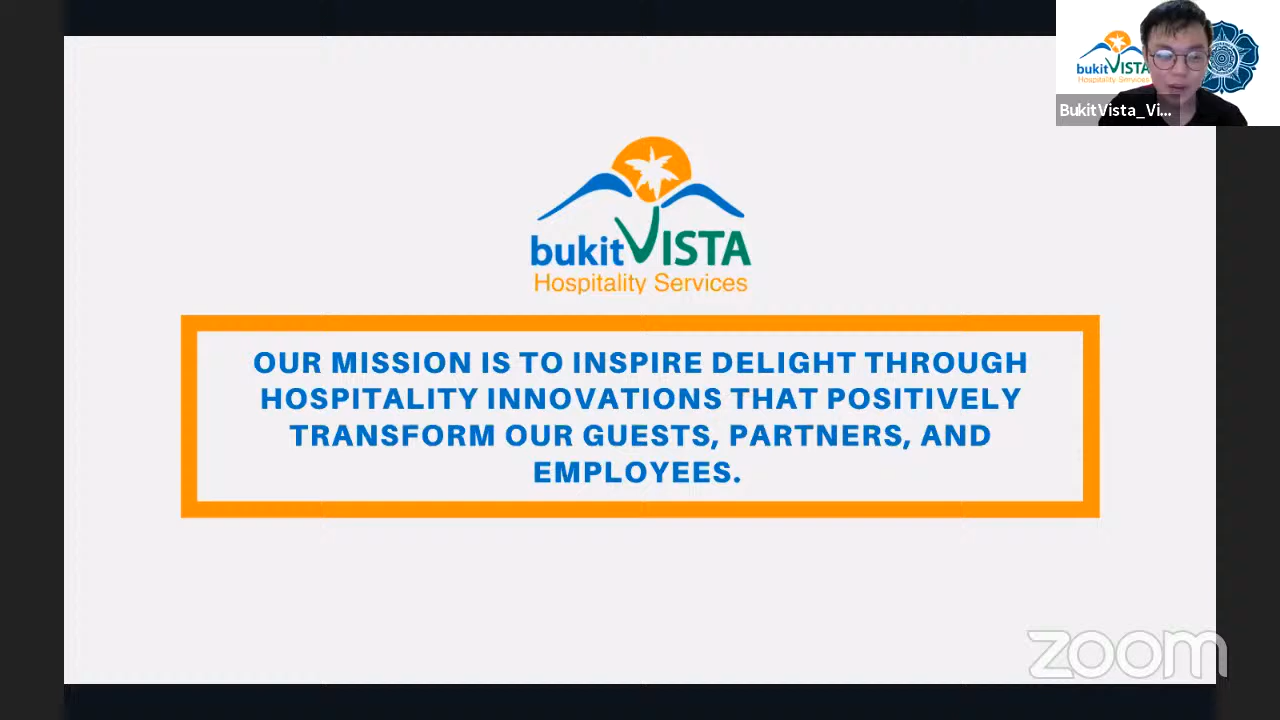 bukitVISTA
Hospitality Services
BukitVista_Vi...
bukitVISTA
Hospitality Services
OUR MISSION IS TO INSPIRE DELIGHT THROUGH
HOSPITALITY INNOVATIONS THAT POSITIVELY
TRANSFORM OUR GUESTS, PARTNERS, AND
EMPLOYEES.
zoom